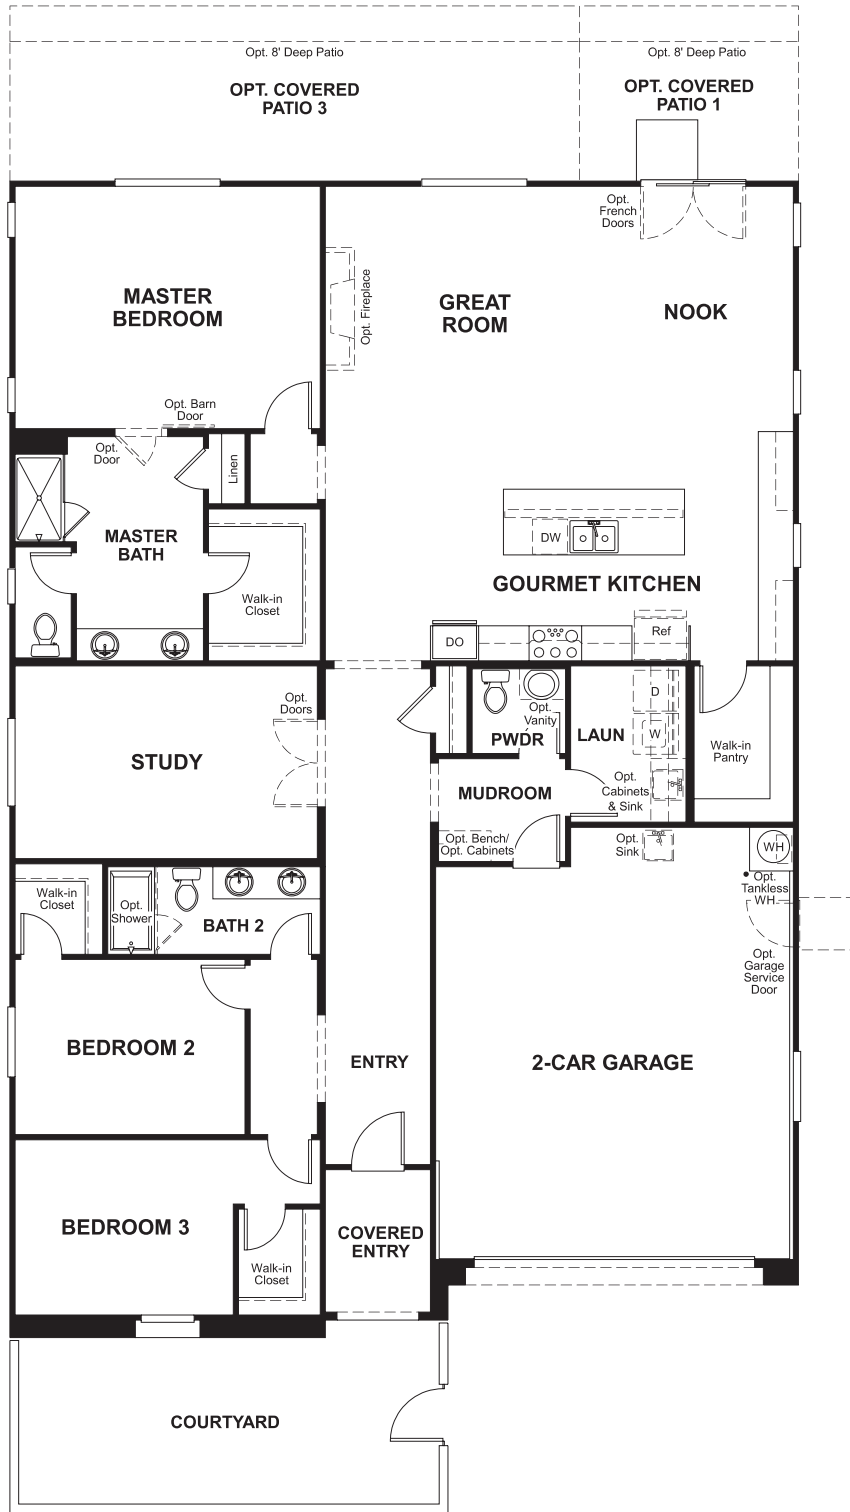 Opt. 8' Deep Patio
Opt. 8' Deep Patio
OPT. COVERED
PATIO 3
OPT. COVERED
PATIO 1
Opt.
French
Doors
MASTER
BEDROOM
Opt. Fireplace
GREAT
ROOM
NOOK
Opt. Barn
Door
Opt.
Door
Linen
MASTER
BATH
DW
GOURMET KITCHEN
Walk-in
Closet
DO
Ref
Opt.
Doors
STUDY
Opt.
Vanity
PWDR
LAUN
D
W
Walk-in
Pantry
MUDROOM
Opt.
Cabinets
& Sink
Opt. Bench/
Opt. Cabinets
Opt.
Sink
WH
Opt.
Tankless
WH
Walk-in
Closet
Opt.
Shower
BATH 2
Opt.
Garage
Service
Door
BEDROOM 2
ENTRY
2-CAR GARAGE
BEDROOM 3
COVERED
ENTRY
Walk-in
Closet
COURTYARD